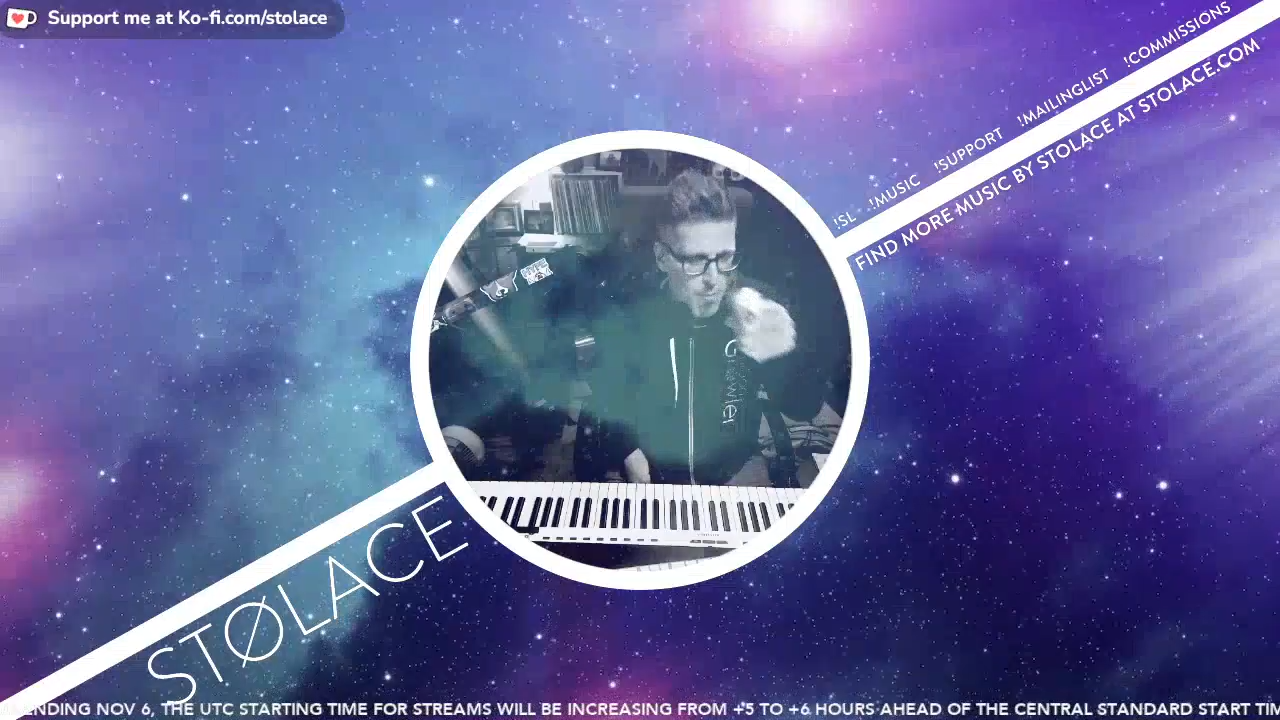 Support me at Ko-fi.com/stolace
!SL !MUSIC !SUPPORT !MAILINGLIST !COMMISSIONS
FIND MORE MUSIC BY STOLACE AT STOLACE.COM
STØLACE
ENDING NOV 6, THE UTC STARTING TIME FOR STREAMS WILL BE INCREASING FROM +5 TO +6 HOURS AHEAD OF THE CENTRAL STANDARD START TIM